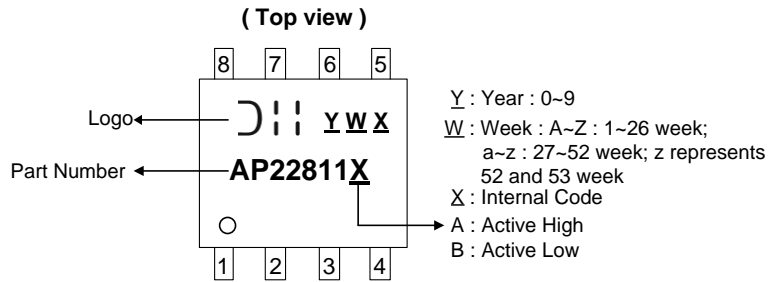 ( Top view )
8 7 6 5
Logo
Y W X
Part Number
AP22811X
1 2 3 4
Y : Year : 0~9
W : Week : A~Z : 1~26 week;
a~z : 27~52 week; z represents
52 and 53 week
X : Internal Code
A : Active High
B : Active Low